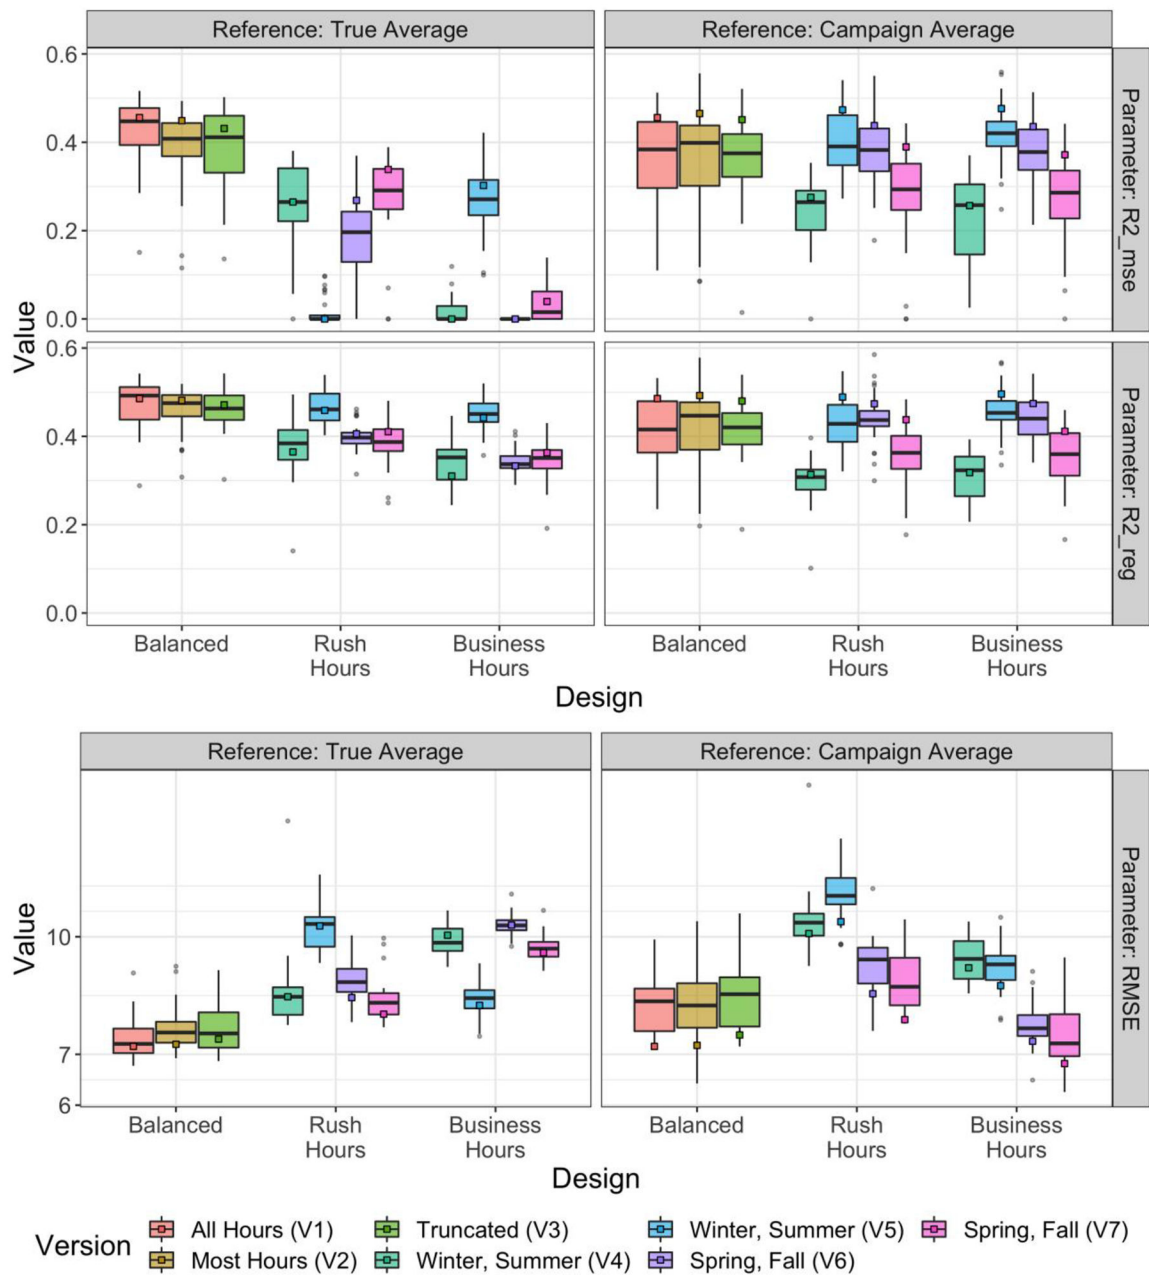 Reference: True Average
Reference: Campaign Average
0.6
0.4
0.2
0.0
Parameter: R2_mse
Value
0.6
0.4
0.2
0.0
Parameter: R2_reg
Balanced
Rush
Hours
Business
Hours
Balanced
Rush
Hours
Business
Hours
Design
Reference: True Average
Reference: Campaign Average
Value
10
7
6
Parameter: RMSE
Balanced
Rush
Hours
Business
Hours
Balanced
Rush
Hours
Business
Hours
Design
Version
All Hours (V1)
Truncated (V3)
Winter, Summer (V5)
Spring, Fall (V7)
Most Hours (V2)
Winter, Summer (V4)
Spring, Fall (V6)